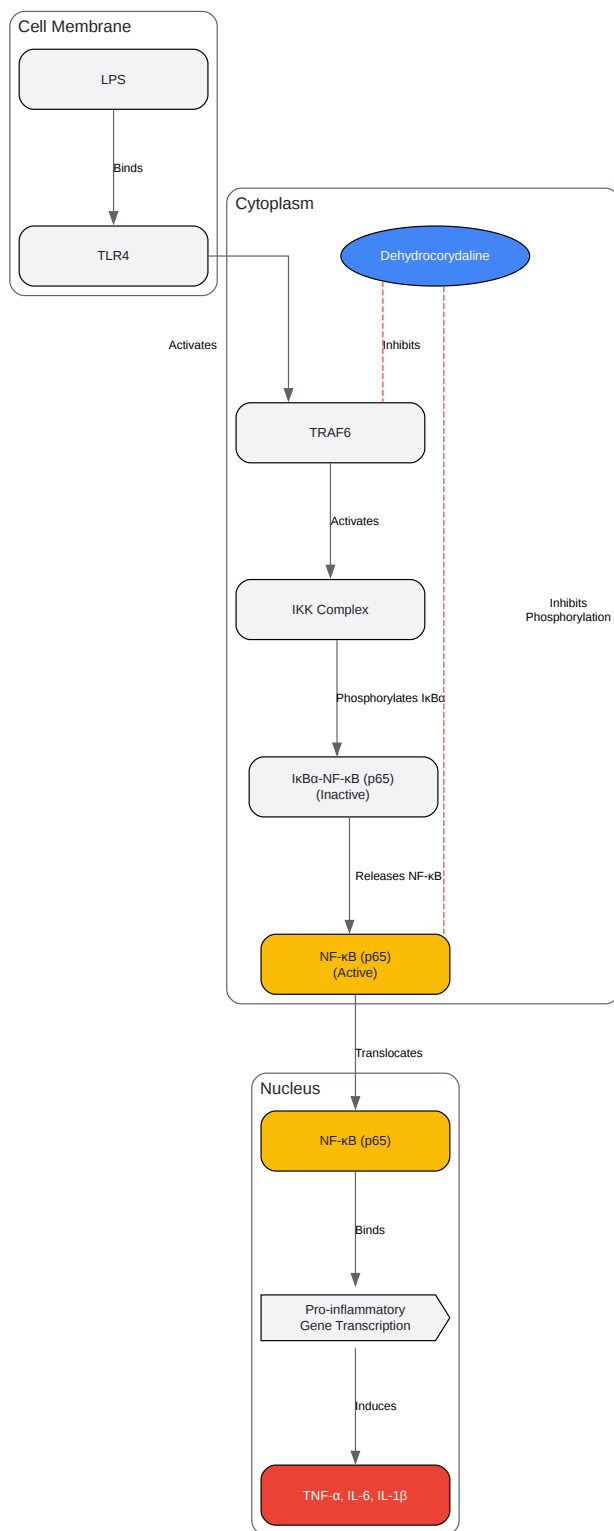 Cell Membrane
LPS
Binds
TLR4
Cytoplasm
Dehydrocorydaline
Activates
Inhibits
TRAF6
Activates
IKK Complex
Inhibits
Phosphorylation
Phosphorylates IκBα
IκBα-NF-κB (p65)
(Inactive)
Releases NF-κB
NF-κB (p65)
(Active)
Translocates
Nucleus
NF-κB (p65)
Binds
Pro-inflammatory
Gene Transcription
Induces
TNF-α, IL-6, IL-1β